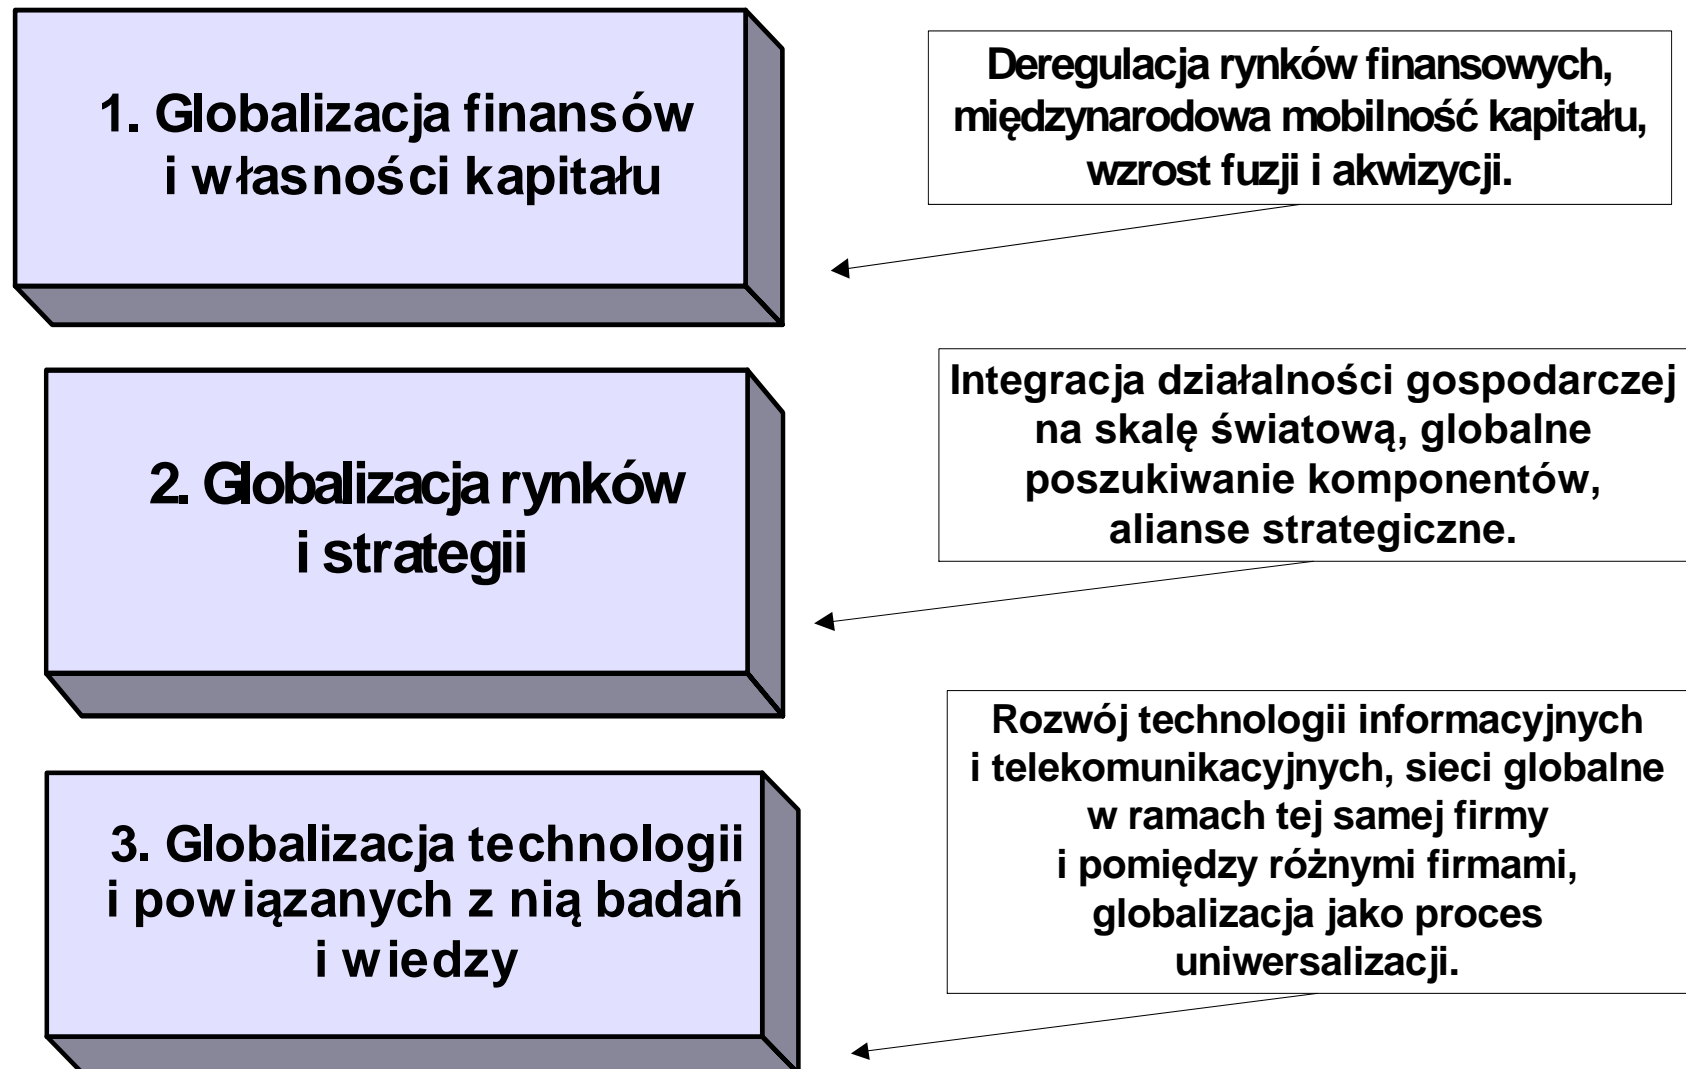 1. Globalizacja finansów
i własności kapitału
Deregulacja rynków finansowych,
międzynarodowa mobilność kapitału,
wzrost fuzji i akwizycji.
2. Globalizacja rynków
i strategii
Integracja działalności gospodarczej
na skalę światową, globalne
poszukiwanie komponentów,
alianse strategiczne.
3. Globalizacja technologii
i powiązanych z nią badań
i wiedzy
Rozwój technologii informacyjnych
i telekomunikacyjnych, sieci globalne
w ramach tej samej firmy
i pomiędzy różnymi firmami,
globalizacja jako proces
uniwersalizacji.